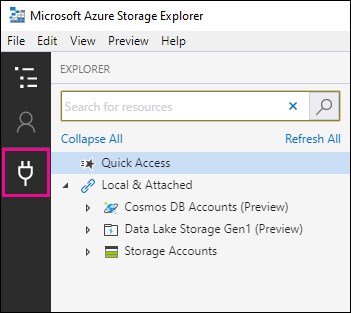 Microsoft Azure Storage Explorer
File Edit View Preview Help
EXPLORER
Search for resources
Collapse All Refresh All
Quick Access
Local & Attached
Cosmos DB Accounts (Preview)
Data Lake Storage Gen1 (Preview)
Storage Accounts